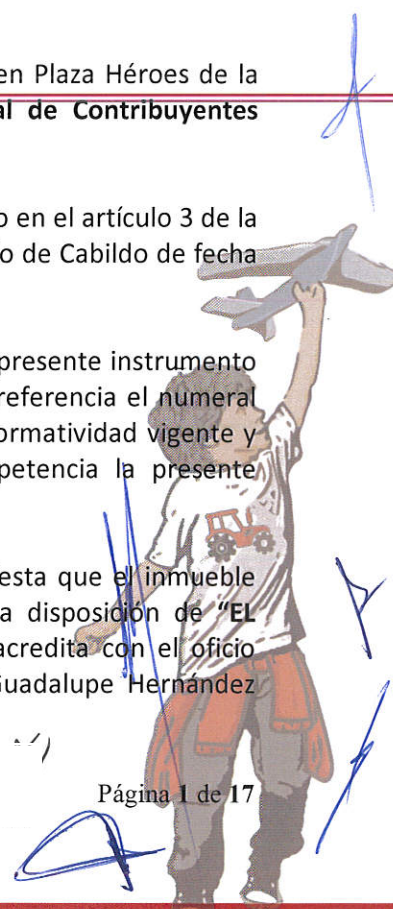 en Plaza Héroes de la
al de Contribuyentes
o en el artículo 3 de la
o de Cabildo de fecha
presente instrumento
referencia el numeral
ormatividad vigente y
petencia la presente
esta que el inmueble
a disposición de "EL
acredita con el oficio
Guadalupe Hernández
Página 1 de 17